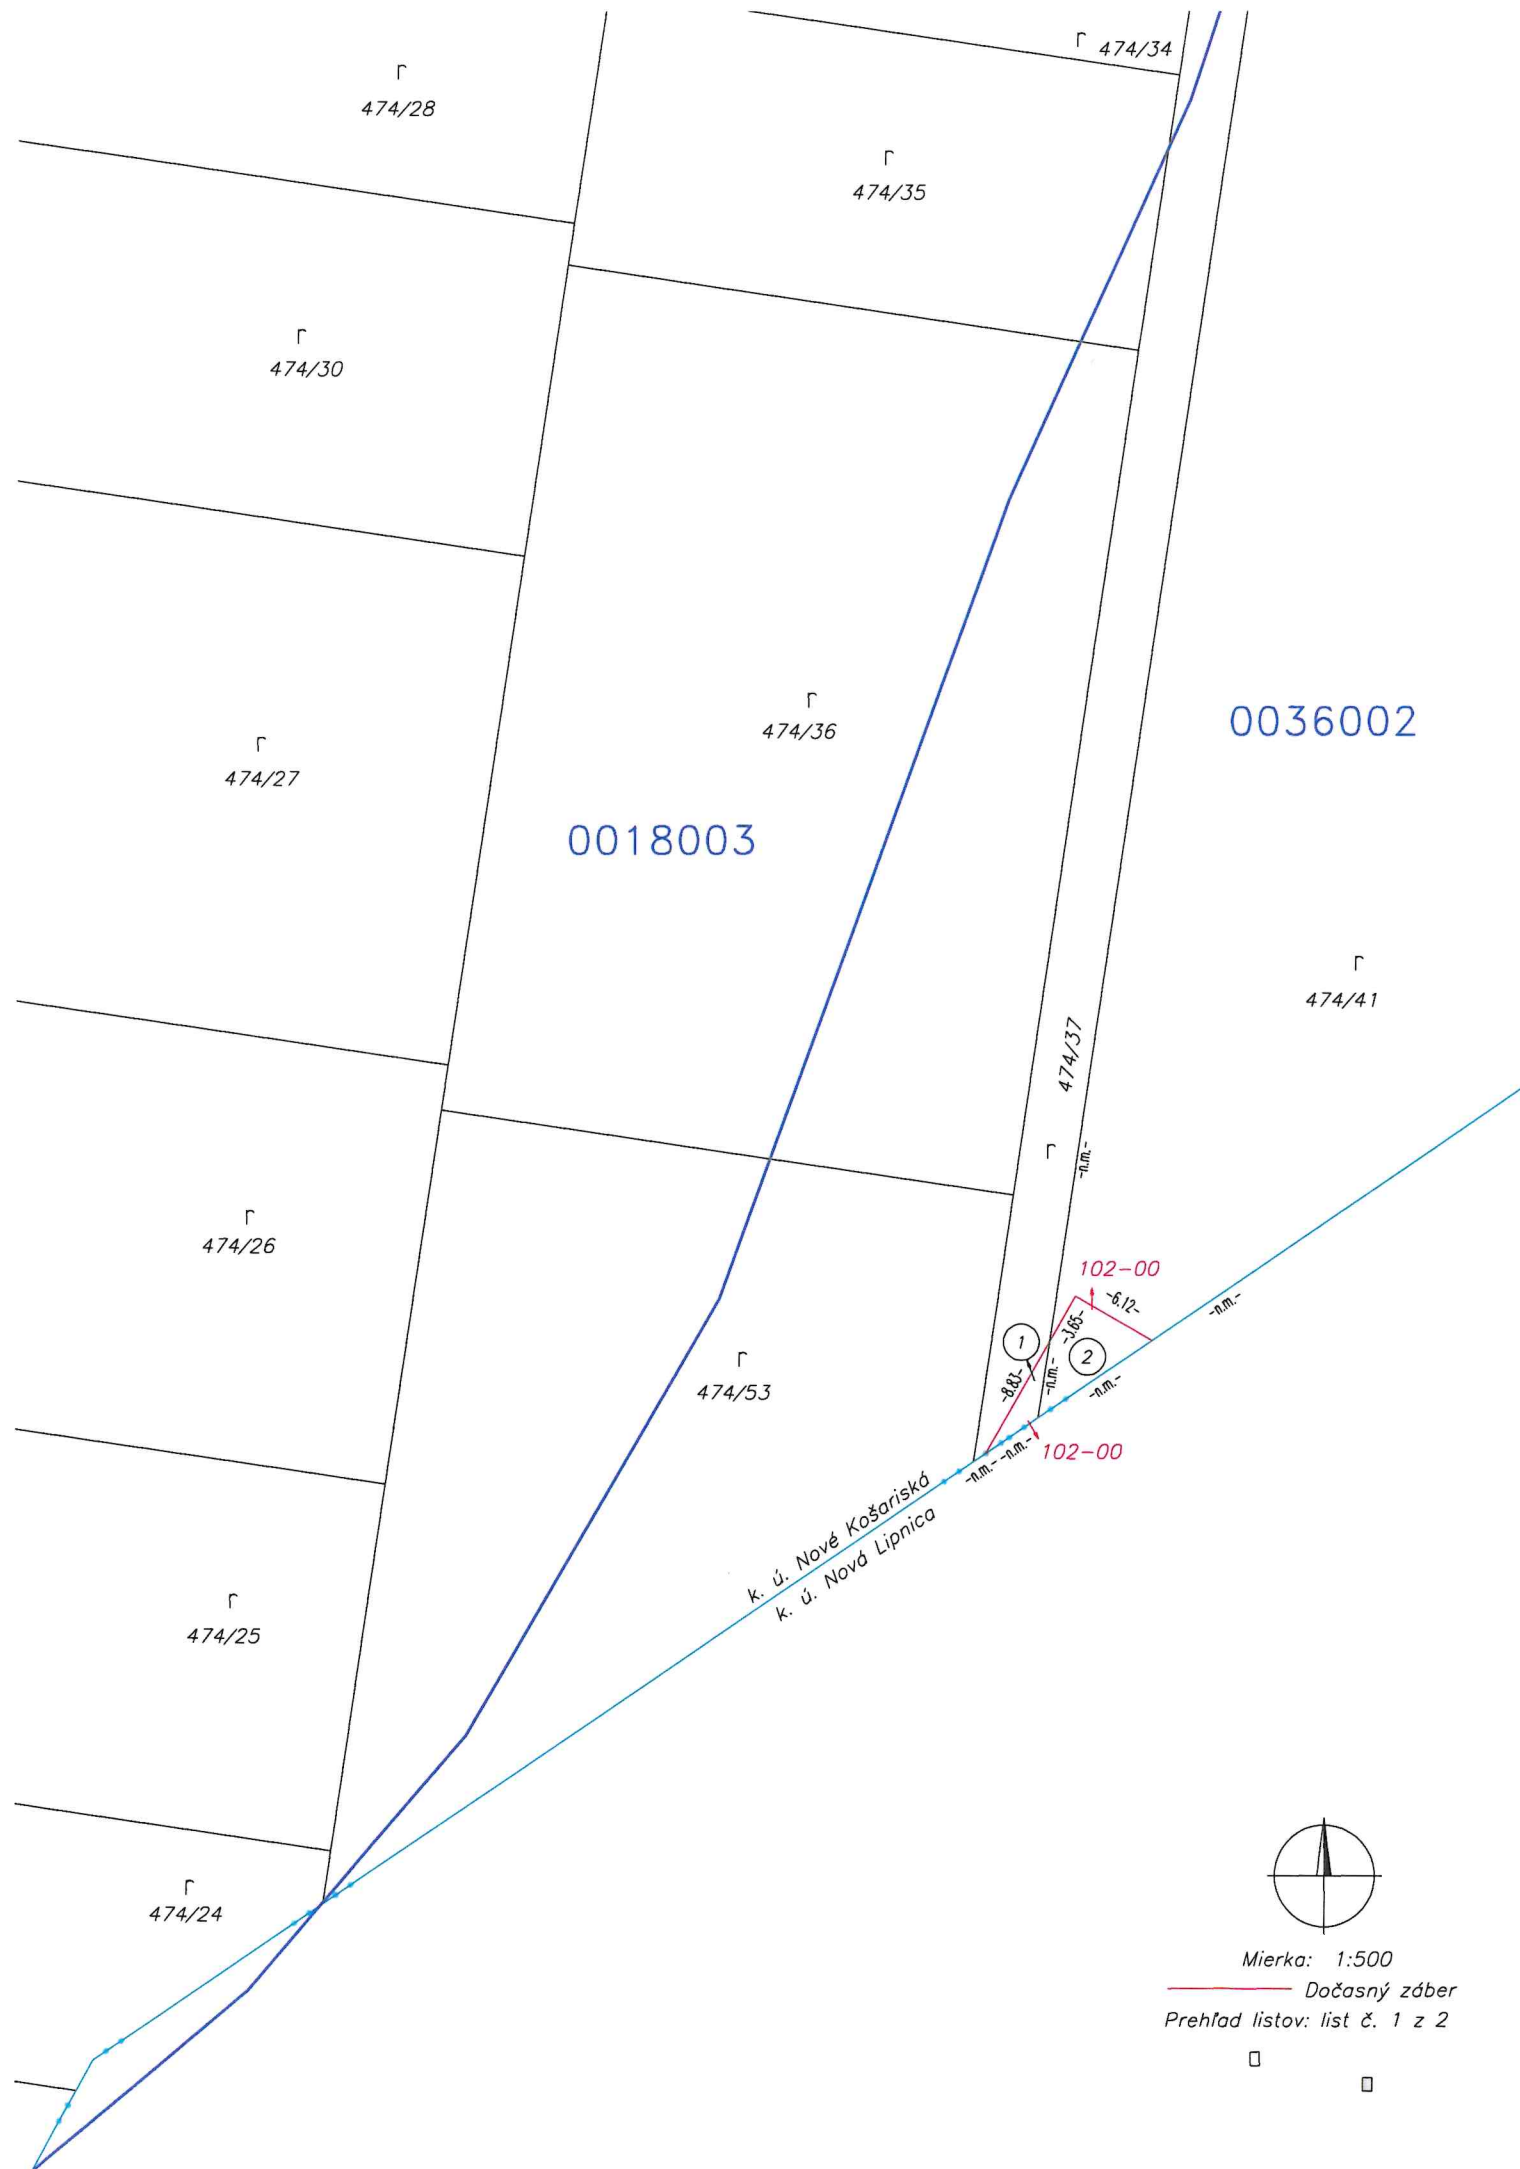 r 474/34
r
474/28
r
474/35
r
474/30
r
474/36
0036002
r
474/27
0018003
r
474/41
474/37
r
-n.m.-
r
474/26
102-00
-6.12-
-n.m.-
-3.65-
1
2
r
474/53
-8.83-
-n.m.-
-n.m.-
102-00
-n.m.-
-n.m.-
k. ú. Nové Košariská
k. ú. Nová Lipnica
r
474/25
r
474/24
Mierka: 1:500
Dočasný záber
Prehľad listov: list č. 1 z 2